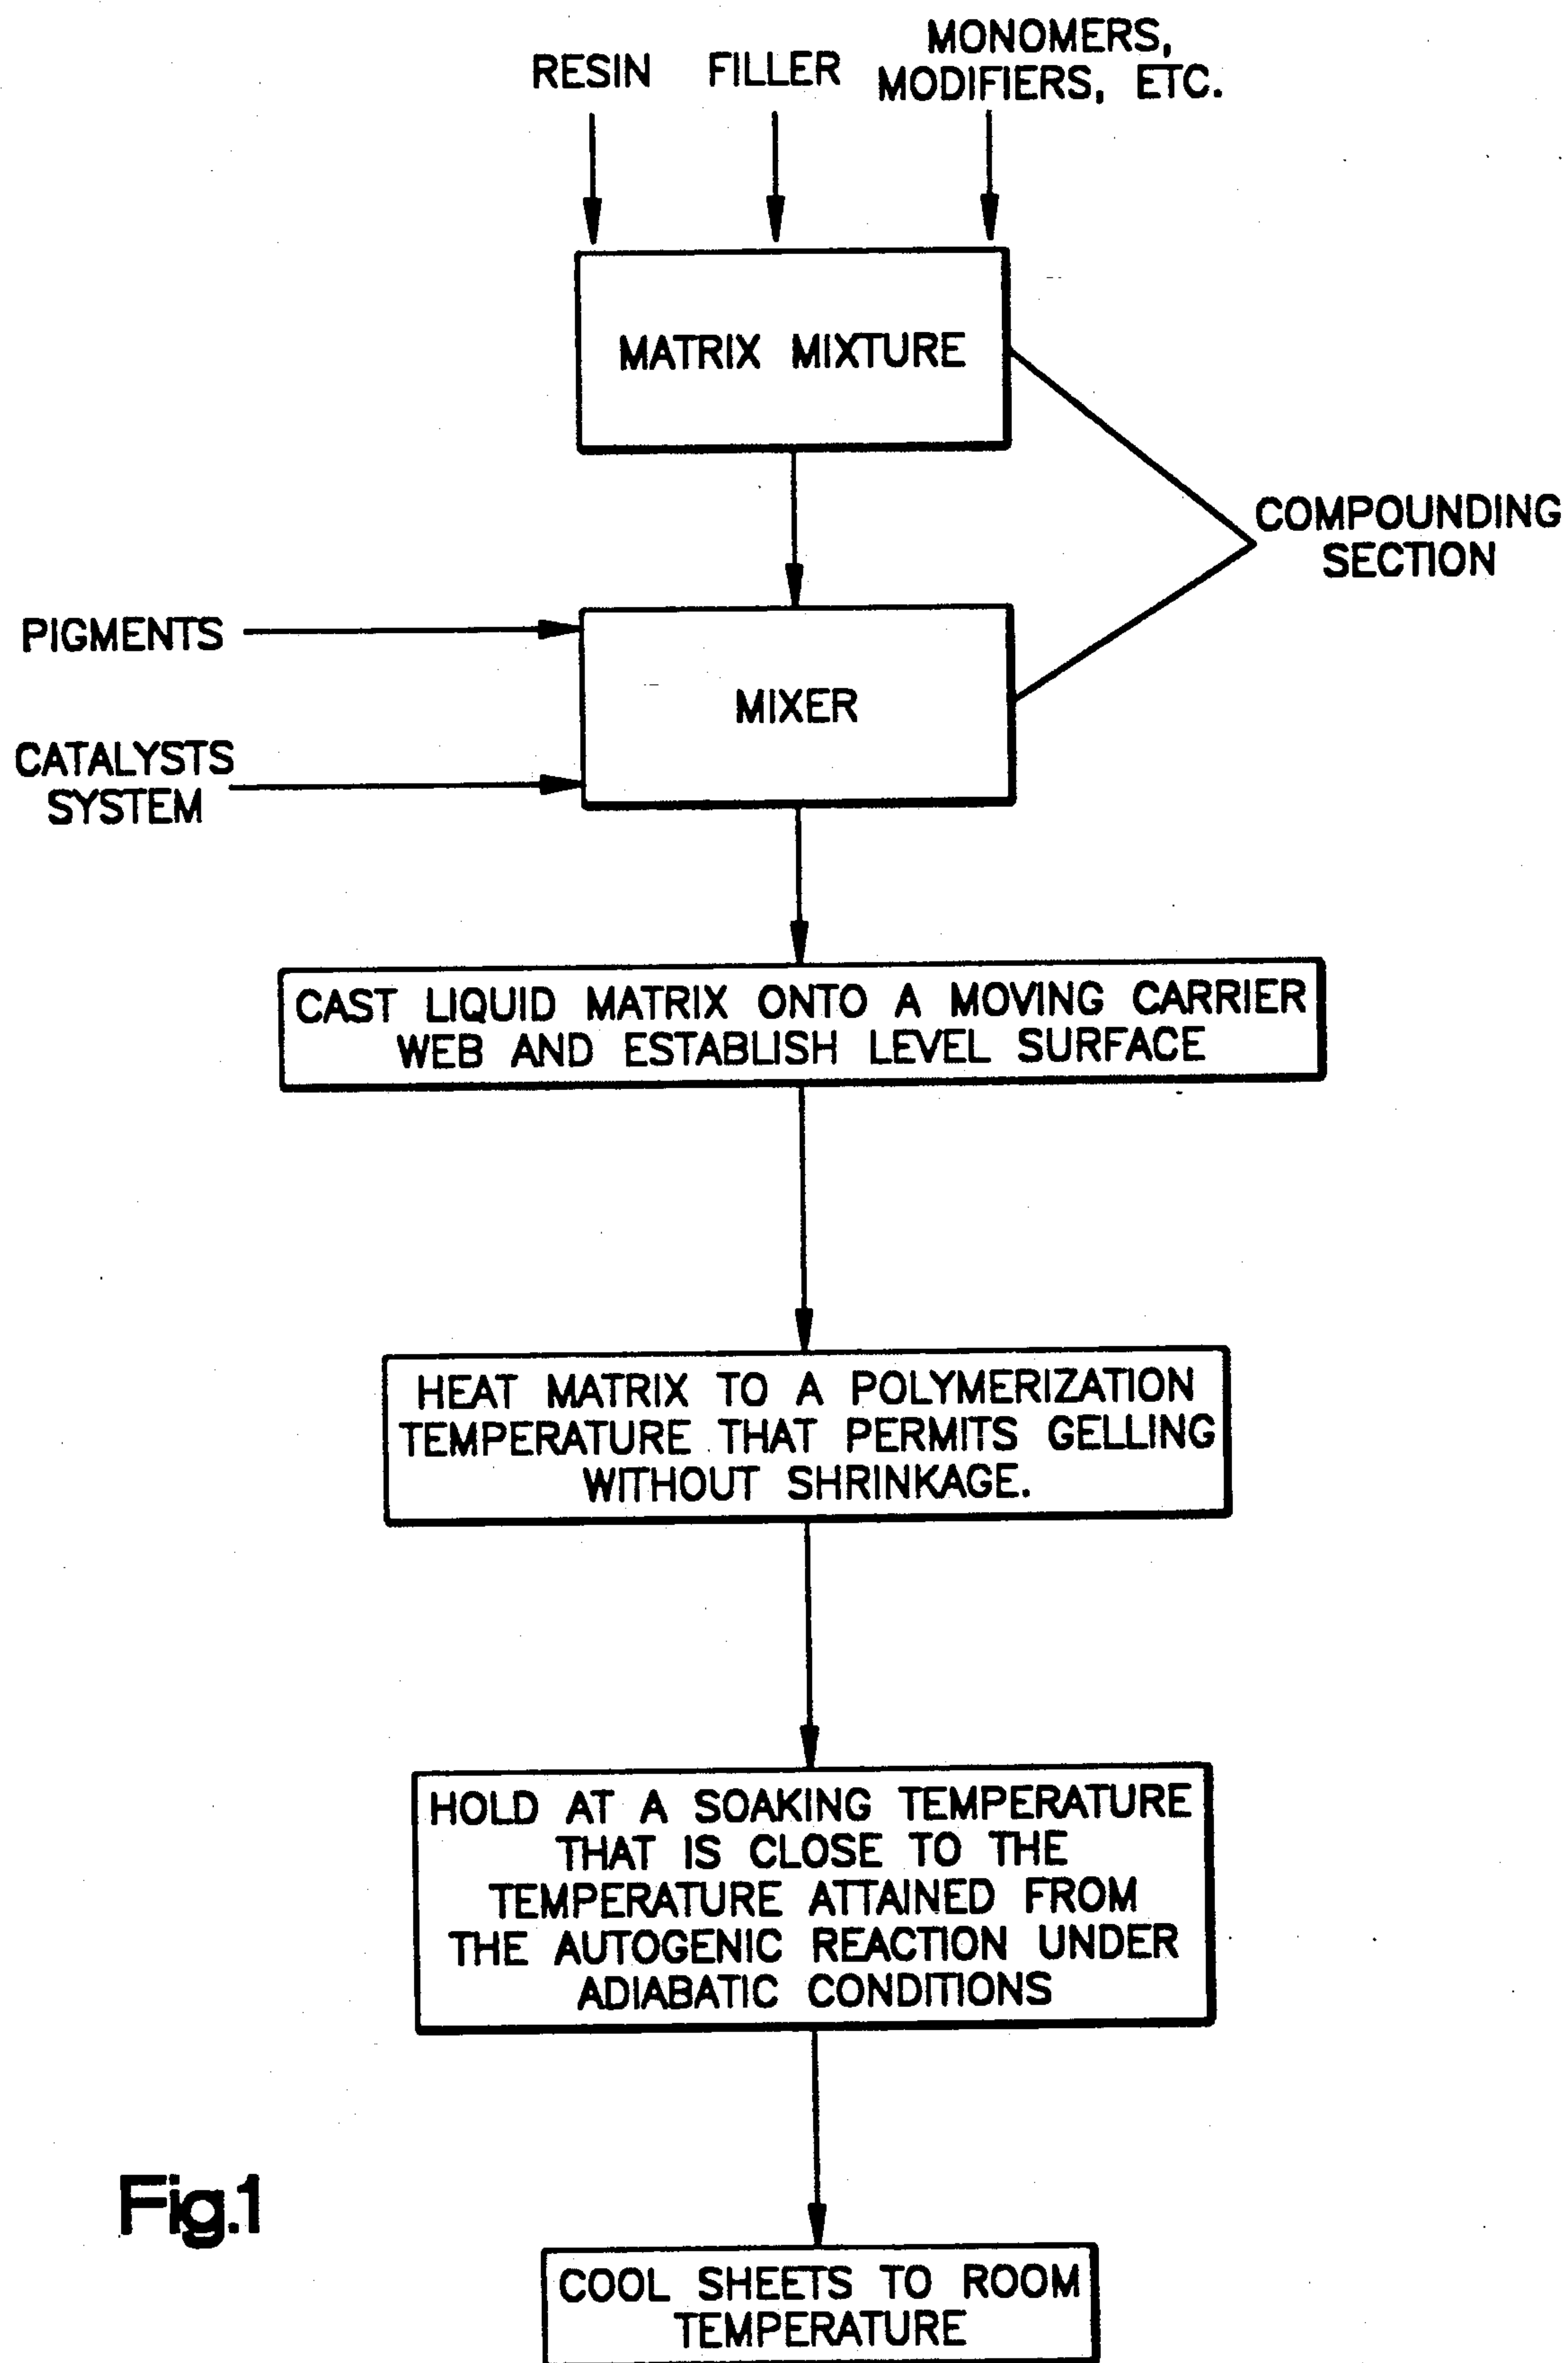 RESIN
FILLER
MONOMERS,
MODIFIERS, ETC.
MATRIX MIXTURE
COMPOUNDING
SECTION
PIGMENTS
MIXER
CATALYSTS
SYSTEM
CAST LIQUID MATRIX ONTO A MOVING CARRIER
WEB AND ESTABLISH LEVEL SURFACE
HEAT MATRIX TO A POLYMERIZATION
TEMPERATURE THAT PERMITS GELLING
WITHOUT SHRINKAGE.
HOLD AT A SOAKING TEMPERATURE
THAT IS CLOSE TO THE
TEMPERATURE ATTAINED FROM
THE AUTOGENIC REACTION UNDER
ADIABATIC CONDITIONS
COOL SHEETS TO ROOM
TEMPERATURE
Fig.1